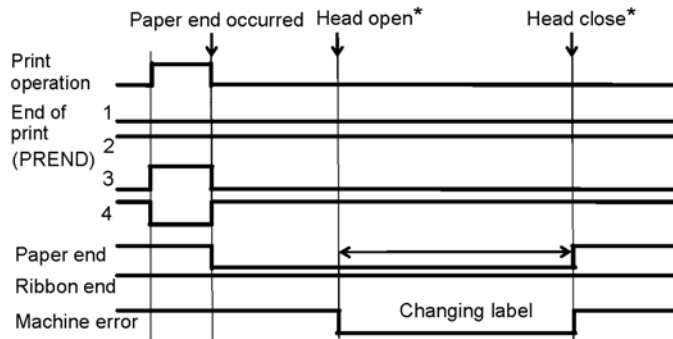 Paper end occurred
Head open*
Head close*
Print
operation
End of
print
(PREND)
1
2
3
4
Paper end
Ribbon end
Machine error
Changing label